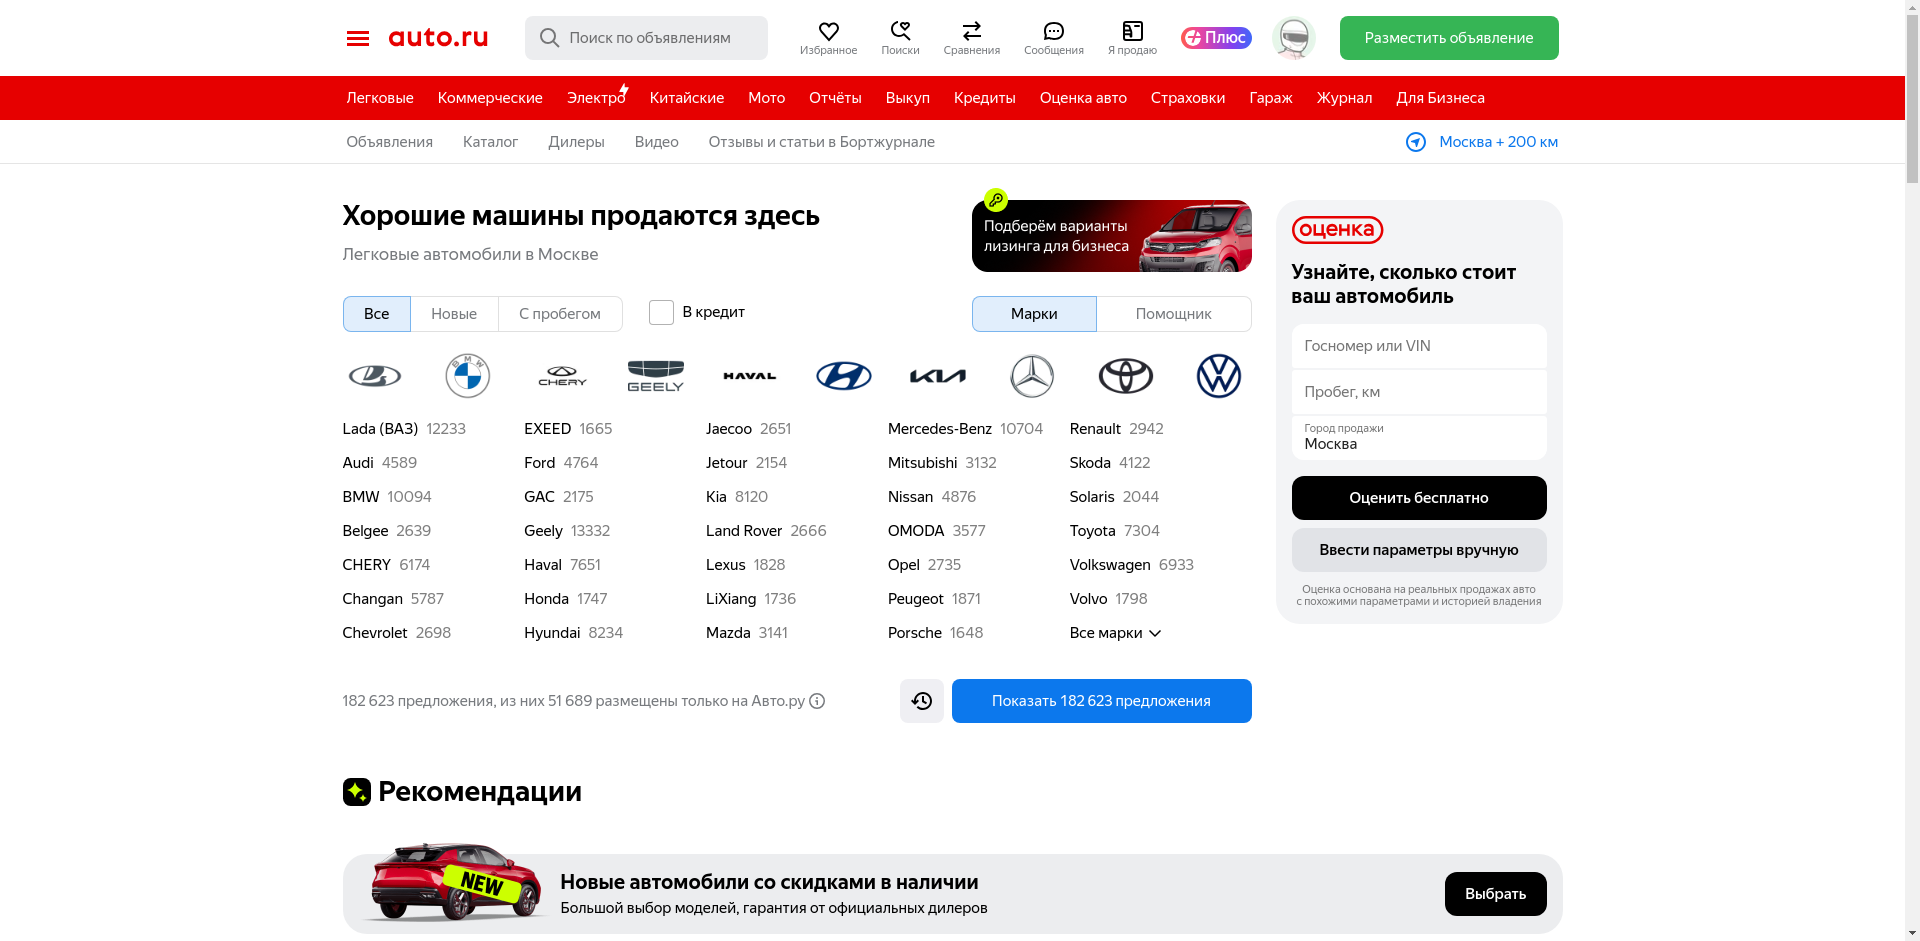 auto.ru
Поиск по объявлениям
Избранное
Поиски
Сравнения
Сообщения
Я продаю
Плюс
Разместить объявление
Легковые Коммерческие Электро Китайские Мото Отчёты Выкуп Кредиты Оценка авто Страховки Гараж Журнал Для Бизнеса
Объявления Каталог Дилеры Видео Отзывы и статьи в Бортжурнале
Москва + 200 км
Хорошие машины продаются здесь
Легковые автомобили в Москве
Подберём варианты
лизинга для бизнеса
Все Новые С пробегом
В кредит
Марки Помощник
BMW
CHERY
GEELY
HAVAL
KIA
Lada (ВАЗ) 12233 EXEED 1665 Jaecoo 2651 Mercedes-Benz 10704 Renault 2942
Audi 4589 Ford 4764 Jetour 2154 Mitsubishi 3132 Skoda 4122
BMW 10094 GAC 2175 Kia 8120 Nissan 4876 Solaris 2044
Belgee 2639 Geely 13332 Land Rover 2666 OMODA 3577 Toyota 7304
CHERY 6174 Haval 7651 Lexus 1828 Opel 2735 Volkswagen 6933
Changan 5787 Honda 1747 LiXiang 1736 Peugeot 1871 Volvo 1798
Chevrolet 2698 Hyundai 8234 Mazda 3141 Porsche 1648 Все марки
182 623 предложения, из них 51 689 размещены только на Авто.ру
Показать 182 623 предложения
оценка
Узнайте, сколько стоит
ваш автомобиль
Госномер или VIN
Пробег, км
Город продажи
Москва
Оценить бесплатно
Ввести параметры вручную
Оценка основана на реальных продажах авто
с похожими параметрами и историей владения
Рекомендации
NEW
Новые автомобили со скидками в наличии
Большой выбор моделей, гарантия от официальных дилеров
Выбрать